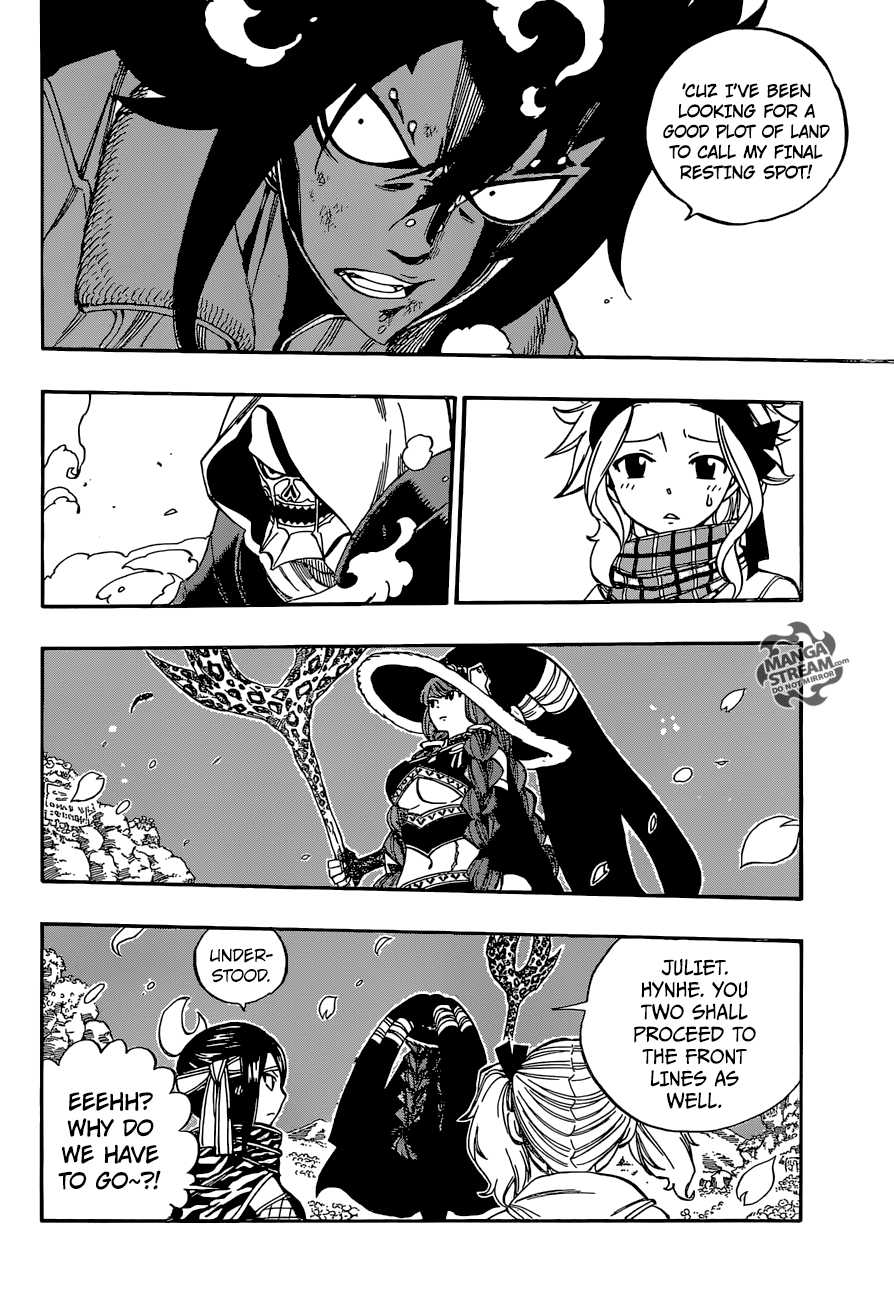 'CUZ I'VE BEEN
LOOKING FOR A
GOOD PLOT OF LAND
TO CALL MY FINAL
RESTING SPOT!
MANGA
STREAM.com
DO NOT MIRROR!
JULIET.
HYNHE. YOU
TWO SHALL
PROCEED TO
THE FRONT
LINES AS
WELL.
UNDER-
STOOD.
EEEHH?
WHY DO
WE HAVE
TO GO~?!